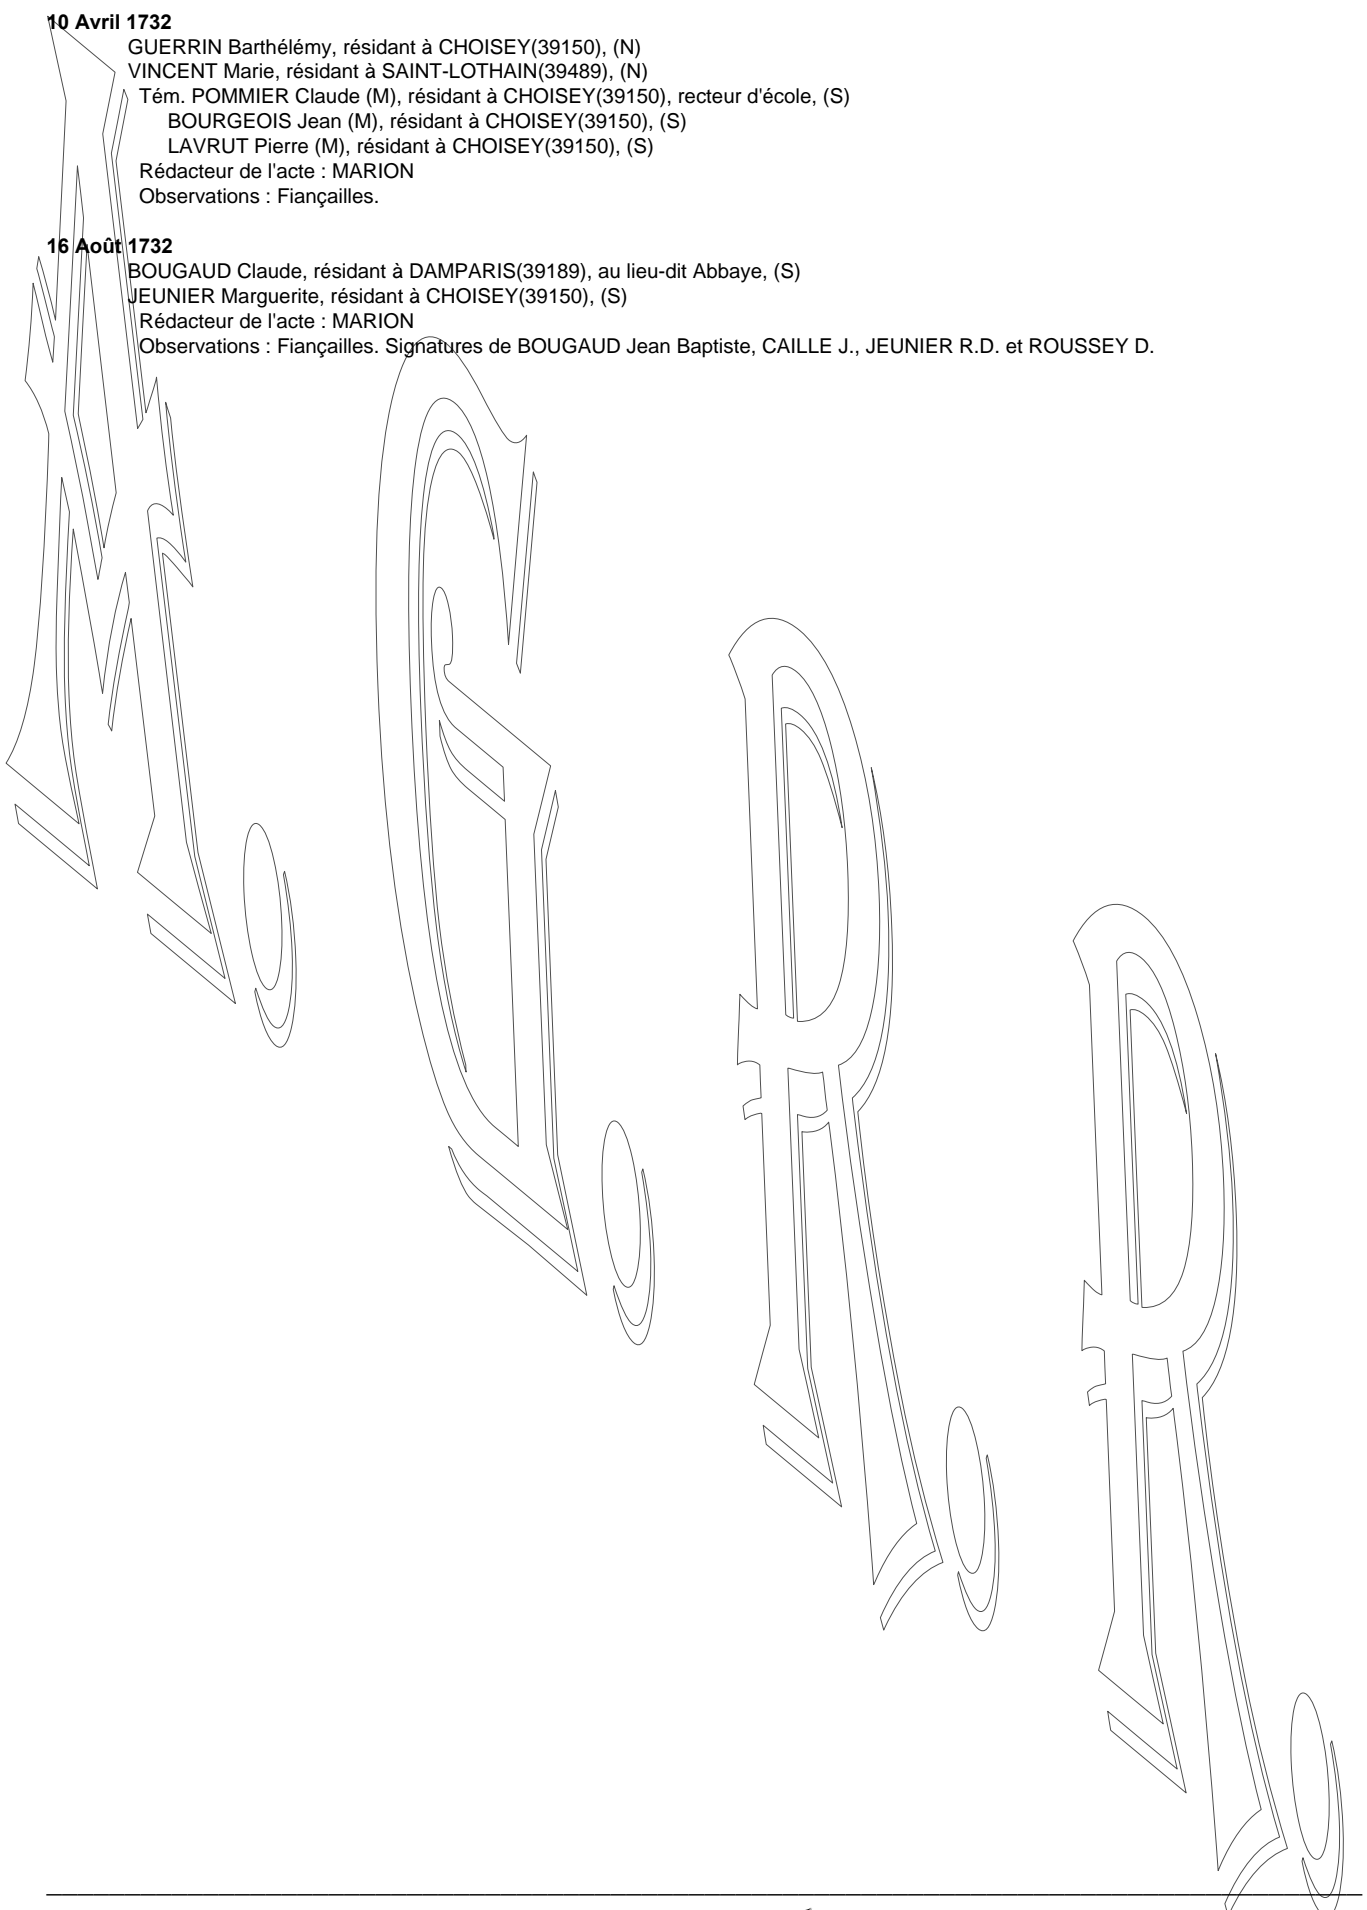 10 Avril 1732
GUERRIN Barthélémy, résidant à CHOISEY(39150), (N)
VINCENT Marie, résidant à SAINT-LOTHAIN(39489), (N)
Tém. POMMIER Claude (M), résidant à CHOISEY(39150), recteur d'école, (S)
BOURGEOIS Jean (M), résidant à CHOISEY(39150), (S)
LAVRUT Pierre (M), résidant à CHOISEY(39150), (S)
Rédacteur de l'acte : MARION
Observations : Fiançailles.
16 Août 1732
BOUGAUD Claude, résidant à DAMPARIS(39189), au lieu-dit Abbaye, (S)
JEUNIER Marguerite, résidant à CHOISEY(39150), (S)
Rédacteur de l'acte : MARION
Observations : Fiançailles. Signatures de BOUGAUD Jean Baptiste, CAILLE J., JEUNIER R.D. et ROUSSEY D.
M.G.R.R.